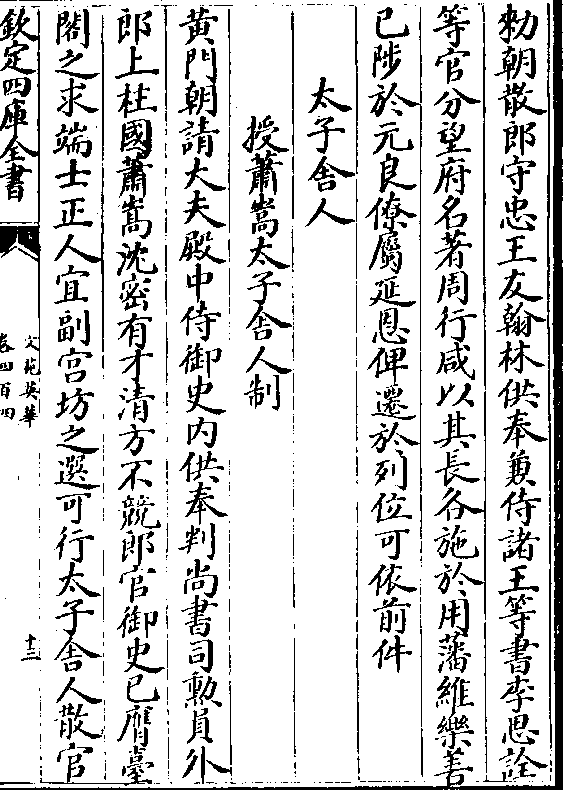 勑朝散郎守忠王友翰林供奉兼侍諸王等書李思詮
等官分望府名著周行咸以其長各施於用藩維樂善
已陟於元良僚屬延恩俾遷於列位可依前件
太子舍人
授蕭嵩太子舍人制
黄門朝請大夫殿中侍御史内供奉判尚書司勲員外
郎上柱國蕭嵩沈密有才清方不競郎官御史已膺臺
閣之求端士正人宜副宫坊之選可行太子舍人散官
欽定四庫全書
文苑英華
卷四百四
十三